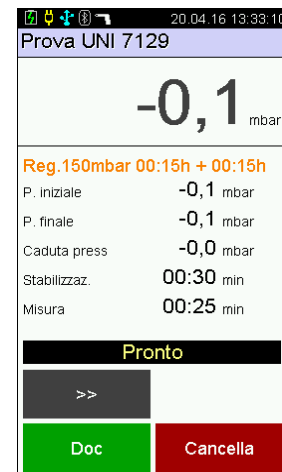 20.04.16 13:33:10
Prova UNI 7129
-0,1 mbar
Reg.150mbar 00:15h + 00:15h
P. iniziale -0,1 mbar
P. finale -0,1 mbar
Caduta press -0,0 mbar
Stabilizzaz. 00:30 min
Misura 00:25 min
Pronto
>>
Doc Cancella